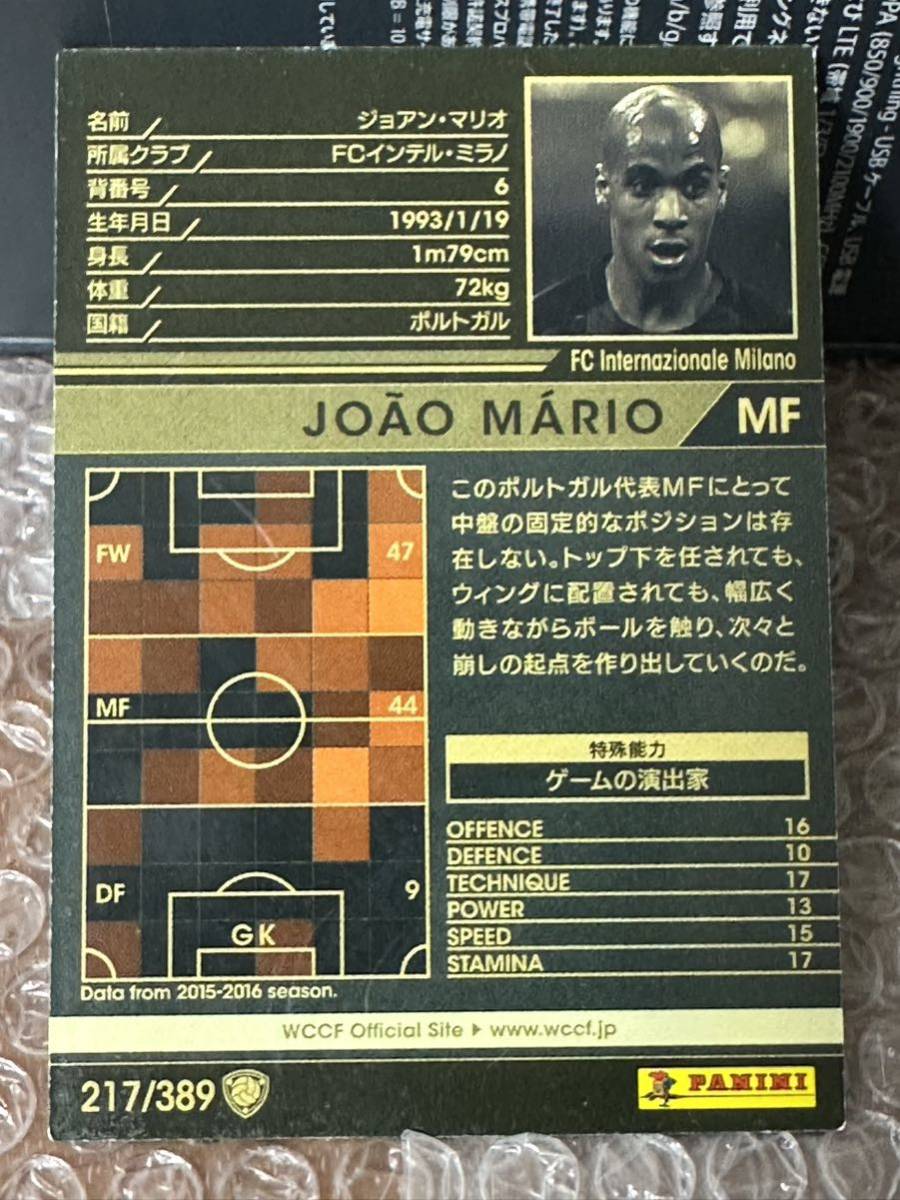 名前 ジョアン・マリオ
所属クラブ FCインテル・ミラノ
背番号 6
生年月日 1993/1/19
身長 1m79cm
体重 72kg
国籍 ポルトガル
FC Internazionale Milano
JOÃO MÁRIO MF
このポルトガル代表MFにとって
中盤の固定的なポジションは存
在しない。トップ下を任されても、
ウィングに配置されても、幅広く
動きながらボールを触り、次々と
崩しの起点を作り出していくのだ。
FW 47
MF 44
DF 9
GK
Data from 2015-2016 season.
特殊能力
ゲームの演出家
OFFENCE 16
DEFENCE 10
TECHNIQUE 17
POWER 13
SPEED 15
STAMINA 17
WCCF Official Site ▶ www.wccf.jp
217/389
PANINI